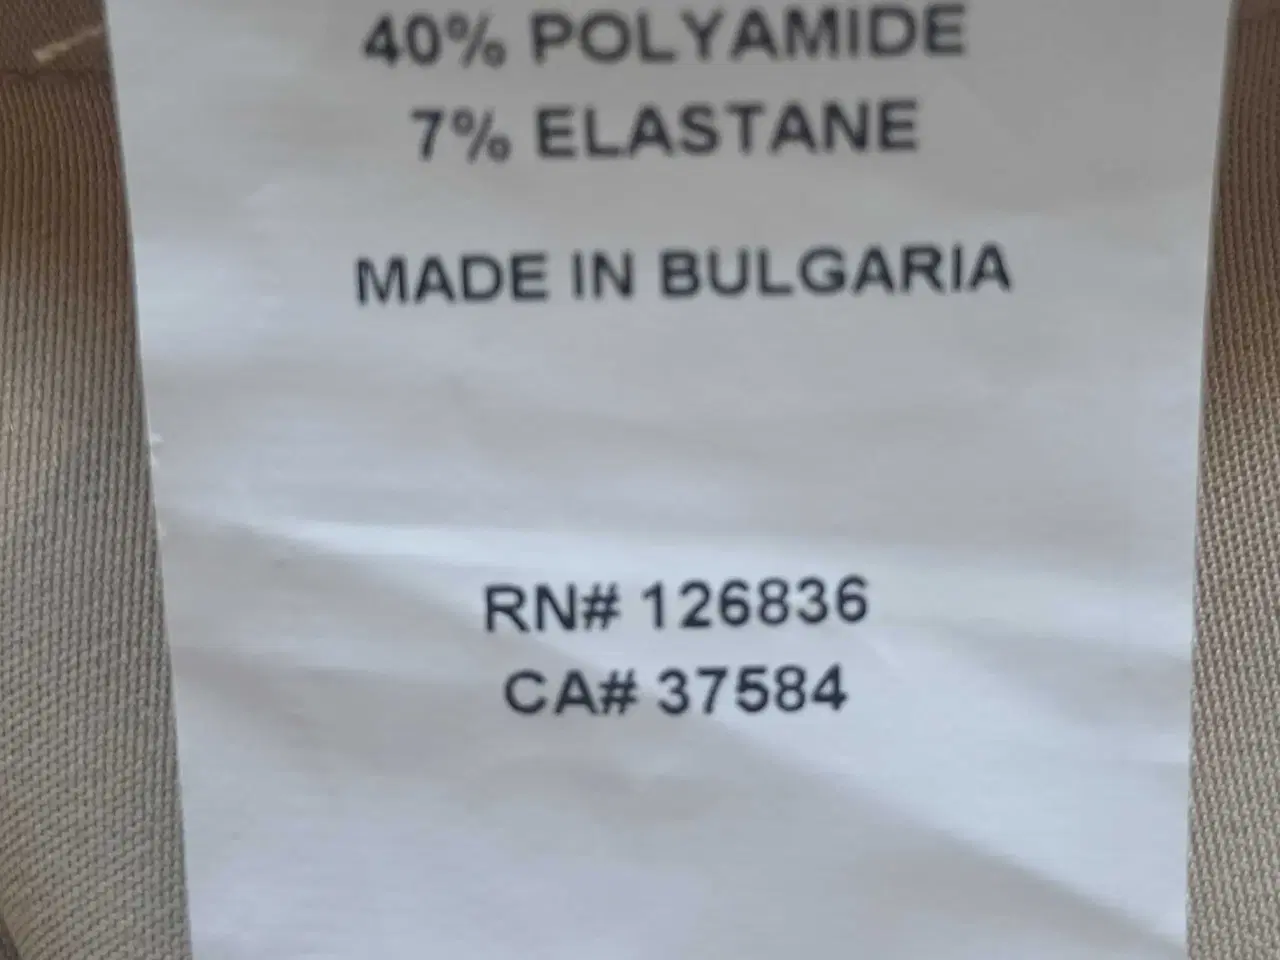 40% POLYAMIDE
7% ELASTANE
MADE IN BULGARIA
RN# 126836
CA# 37584